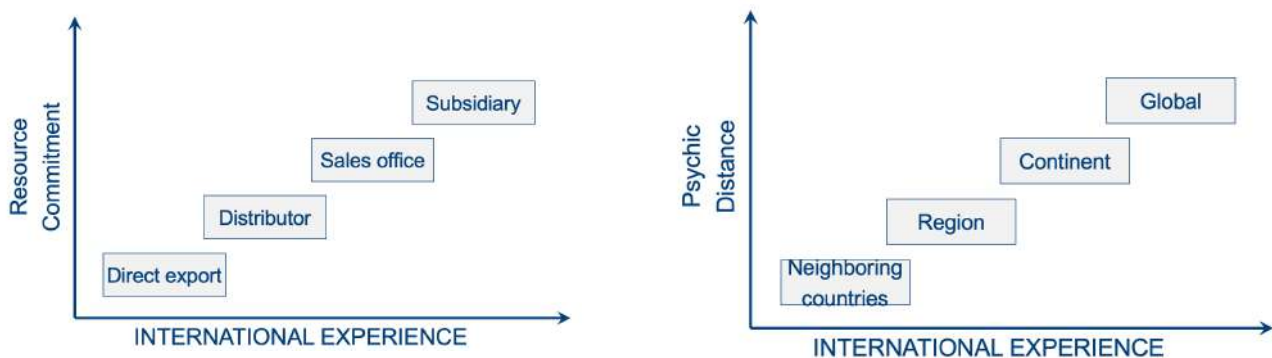 Resource
Commitment
Subsidiary
Sales office
Distributor
Direct export
INTERNATIONAL EXPERIENCE
Psychic
Distance
Global
Continent
Region
Neighboring
countries
INTERNATIONAL EXPERIENCE